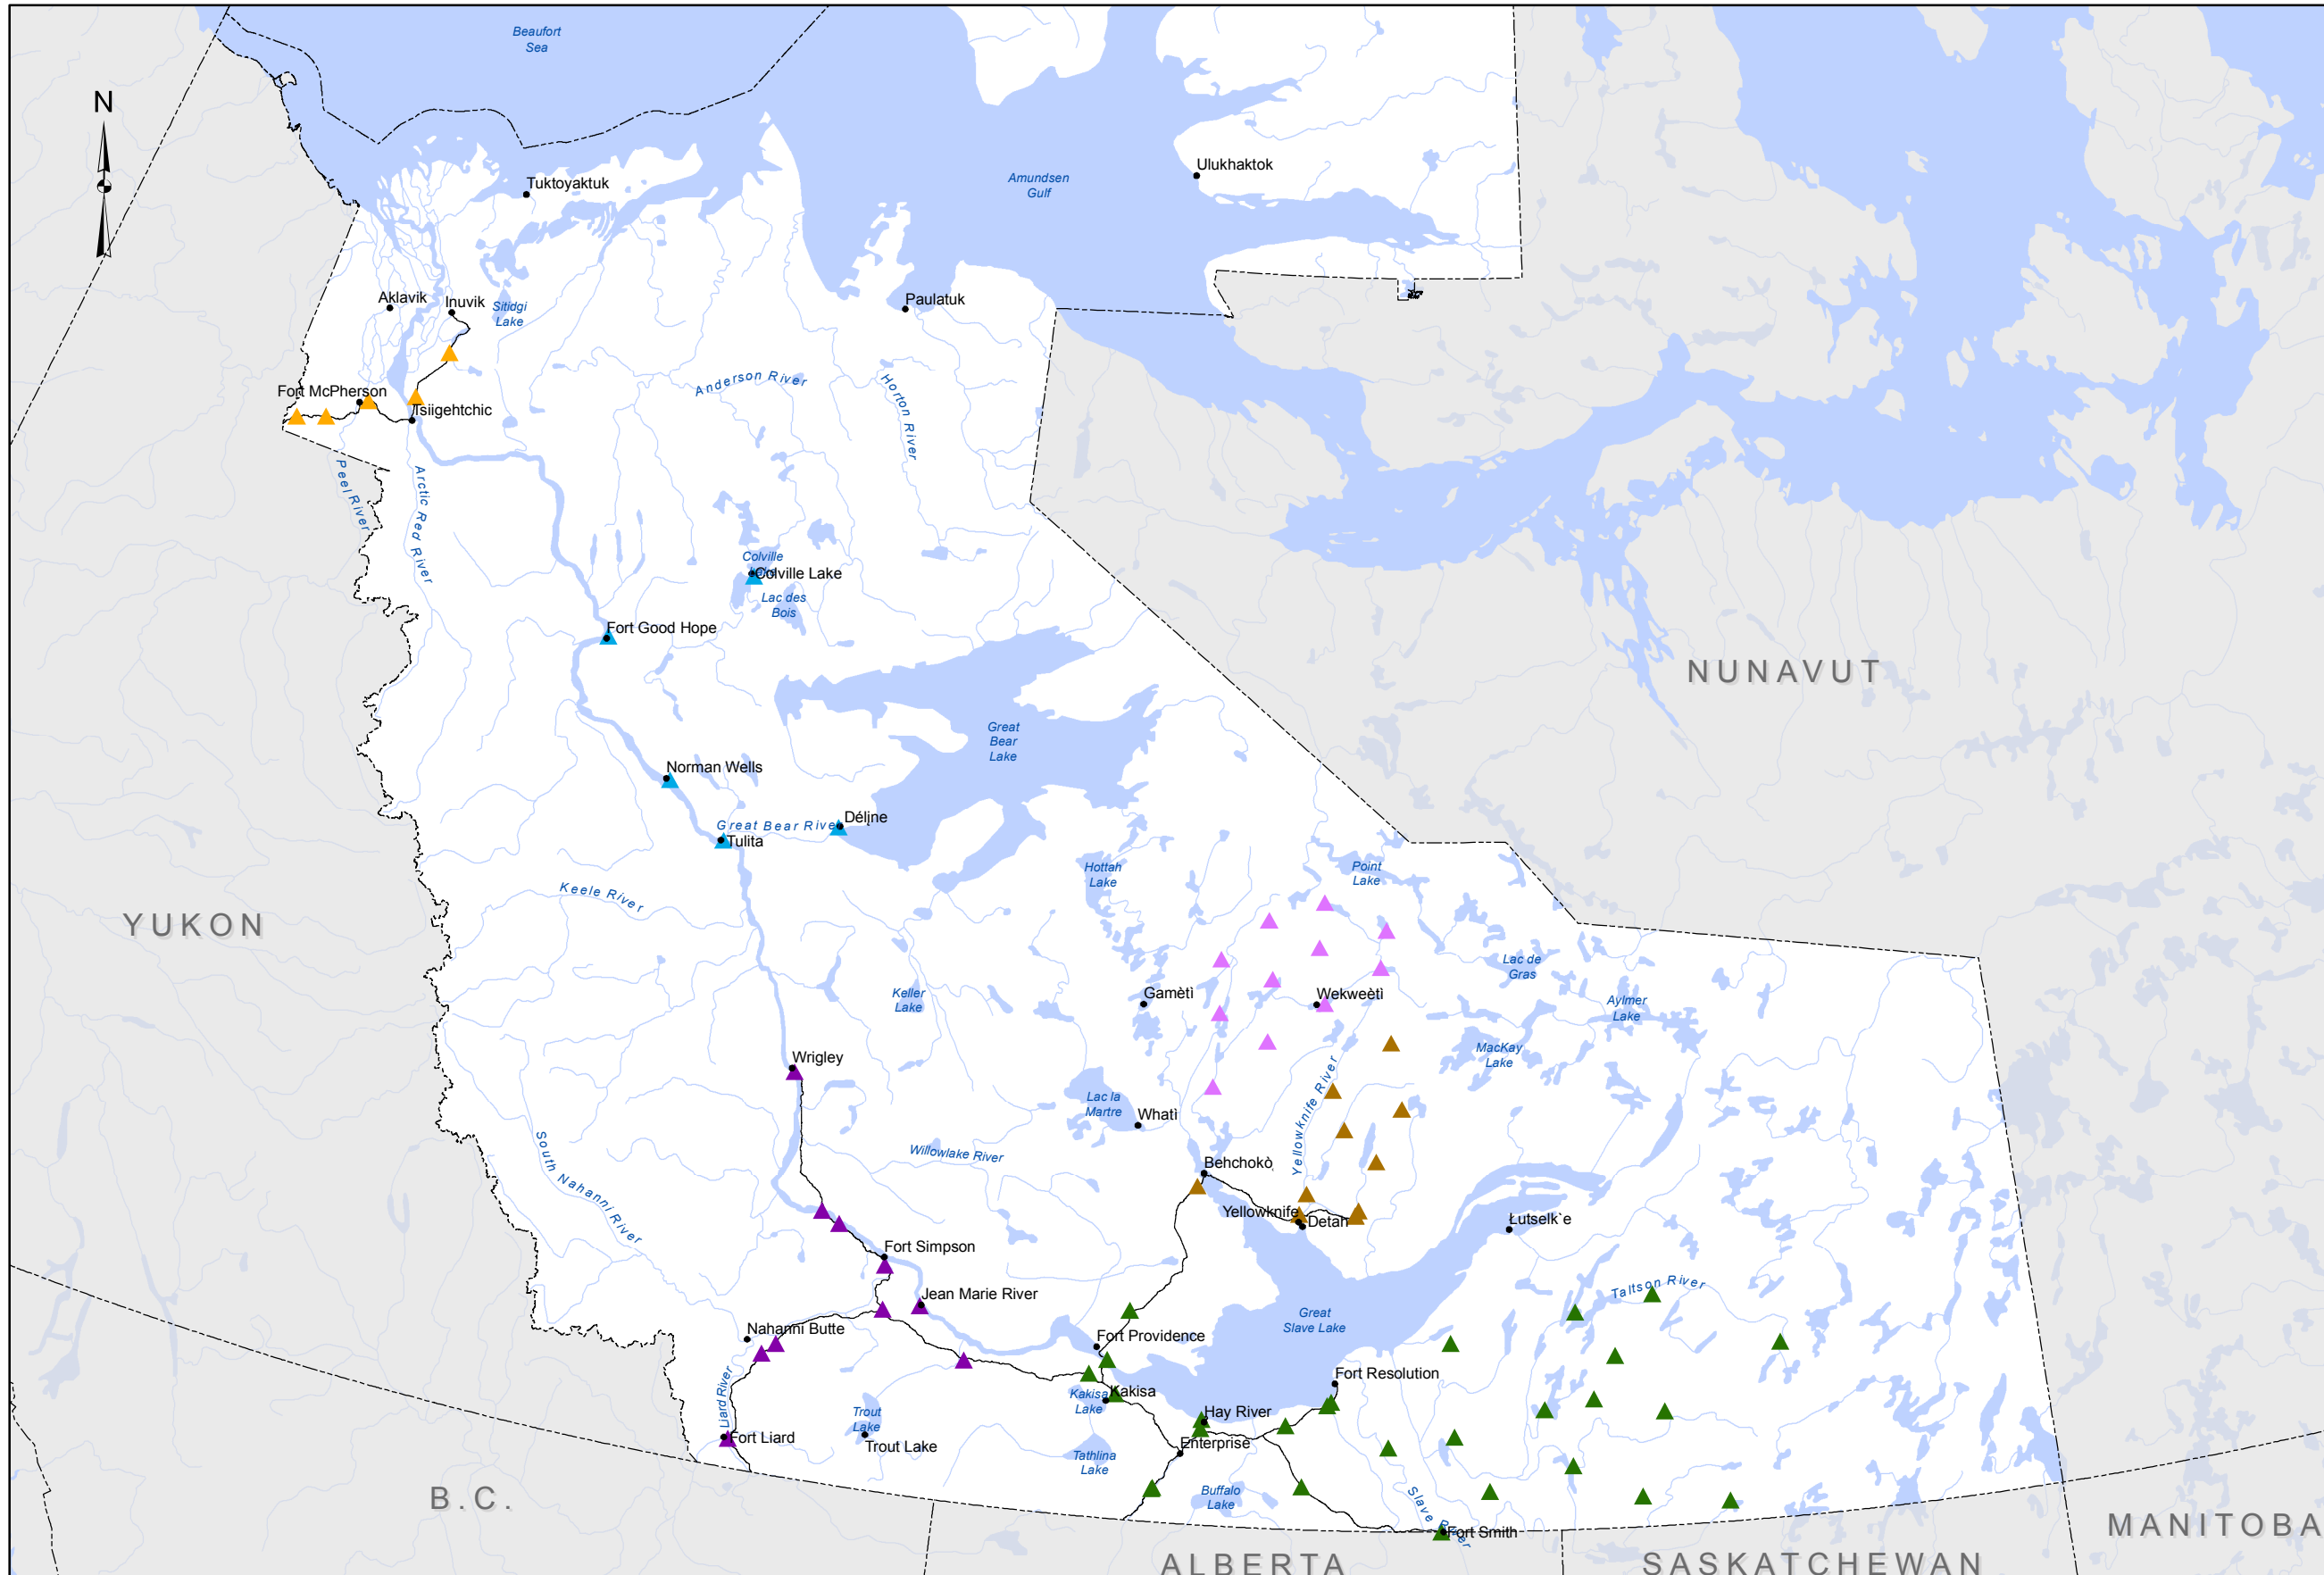 Beaufort
Sea
N
Ulukhaktok
Amundsen
Gulf
Tuktoyaktuk
Aklavik
Inuvik
Sitidgi
Lake
Paulatuk
Anderson River
Horton River
Fort McPherson
Tsiigehtchic
Peel River
Arctic Red River
Colville
Colville Lake
Lac des
Bois
Fort Good Hope
NUNAVUT
Great
Bear
Lake
Norman Wells
Great Bear River
Délįne
Tulita
Hottah
Lake
Point
Lake
Keele River
YUKON
Lac de
Gras
Keller
Lake
Gamètì
Wekweètì
Aylmer
Lake
MacKay
Lake
Wrigley
Lac la
Martre
Whatì
Yellowknife River
South Nahanni River
Willowlake River
Behchokò
Yellowknife
Detah
Łutselk`e
Fort Simpson
Jean Marie River
Taltson River
Great
Slave Lake
Nahanni Butte
Fort Providence
Fort Resolution
Liard River
Kakisa
Lake
Kakisa
Trout
Lake
Hay River
Fort Liard
Trout Lake
Enterprise
Tathlina
Lake
Buffalo
Lake
Slave River
B.C.
Fort Smith
MANITOBA
ALBERTA
SASKATCHEWAN